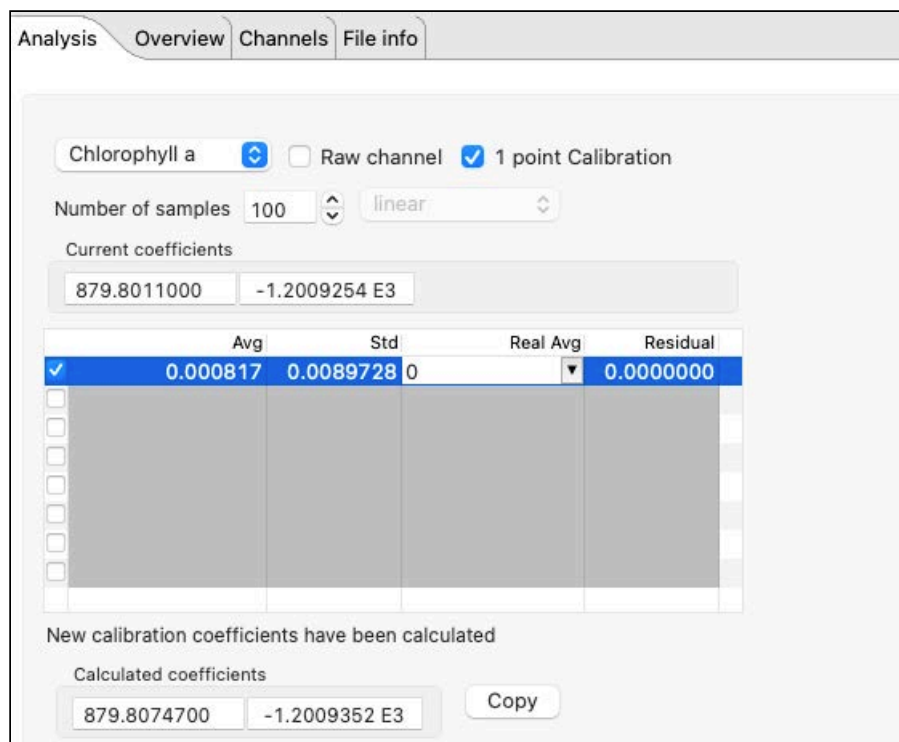 Analysis Overview Channels File info
Chlorophyll a Raw channel 1 point Calibration
Number of samples 100 linear
Current coefficients
879.8011000 -1.2009254 E3
Avg Std Real Avg Residual
0.000817 0.0089728 0 0.0000000
New calibration coefficients have been calculated
Calculated coefficients
879.8074700 -1.2009352 E3 Copy